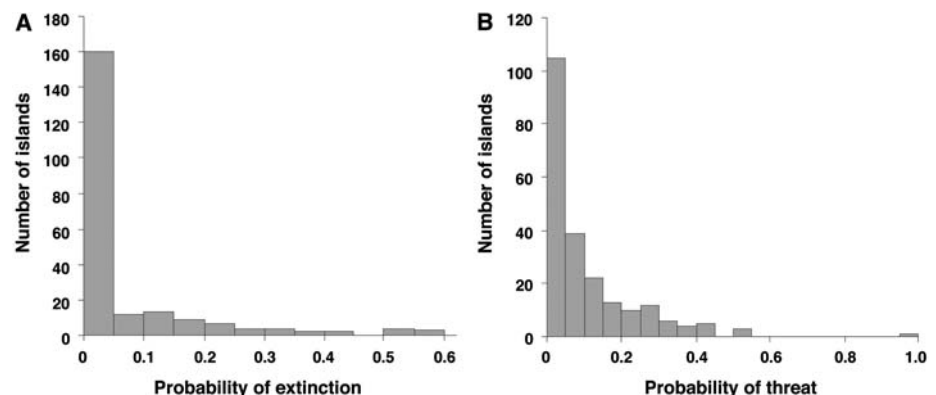 A
180
160
140
120
100
80
60
40
20
0
Number of islands
0 0.1 0.2 0.3 0.4 0.5 0.6
Probability of extinction
B
120
100
80
60
40
20
0
Number of islands
0 0.2 0.4 0.6 0.8 1.0
Probability of threat